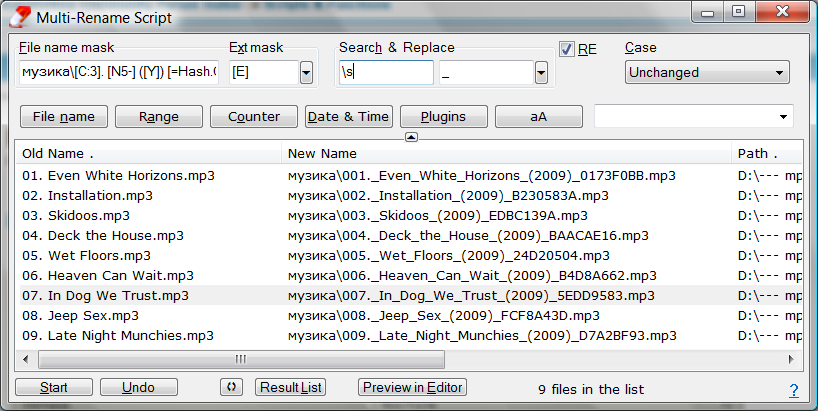 Multi-Rename Script
File name mask Ext mask Search & Replace RE Case
музика\[C:3]. [N5-] ([Y]) [=Hash. [E] \s _ Unchanged
File name Range Counter Date & Time Plugins aA
Old Name . New Name Path .
01. Even White Horizons.mp3 музика\001._Even_White_Horizons_(2009)_0173F0BB.mp3 D:\--- mp
02. Installation.mp3 музика\002._Installation_(2009)_B230583A.mp3 D:\--- mp
03. Skidoos.mp3 музика\003._Skidoos_(2009)_EDBC139A.mp3 D:\--- mp
04. Deck the House.mp3 музика\004._Deck_the_House_(2009)_BAACAE16.mp3 D:\--- mp
05. Wet Floors.mp3 музика\005._Wet_Floors_(2009)_24D20504.mp3 D:\--- mp
06. Heaven Can Wait.mp3 музика\006._Heaven_Can_Wait_(2009)_B4D8A662.mp3 D:\--- mp
07. In Dog We Trust.mp3 музика\007._In_Dog_We_Trust_(2009)_5EDD9583.mp3 D:\--- mp
08. Jeep Sex.mp3 музика\008._Jeep_Sex_(2009)_FCF8A43D.mp3 D:\--- mp
09. Late Night Munchies.mp3 музика\009._Late_Night_Munchies_(2009)_D7A2BF93.mp3 D:\--- mp
Start Undo Result List Preview in Editor 9 files in the list ?